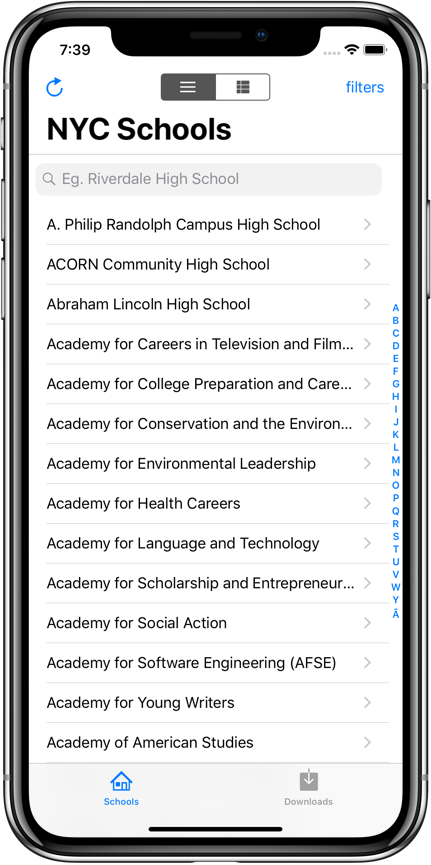 7:39
filters
NYC Schools
Eg. Riverdale High School
A. Philip Randolph Campus High School
ACORN Community High School
Abraham Lincoln High School
Academy for Careers in Television and Film...
Academy for College Preparation and Care...
Academy for Conservation and the Environ...
Academy for Environmental Leadership
Academy for Health Careers
Academy for Language and Technology
Academy for Scholarship and Entrepreneur...
Academy for Social Action
Academy for Software Engineering (AFSE)
Academy for Young Writers
Academy of American Studies
A
B
C
D
E
F
G
H
I
J
K
L
M
N
O
P
Q
R
S
T
U
V
W
Y
Â
Schools
Downloads